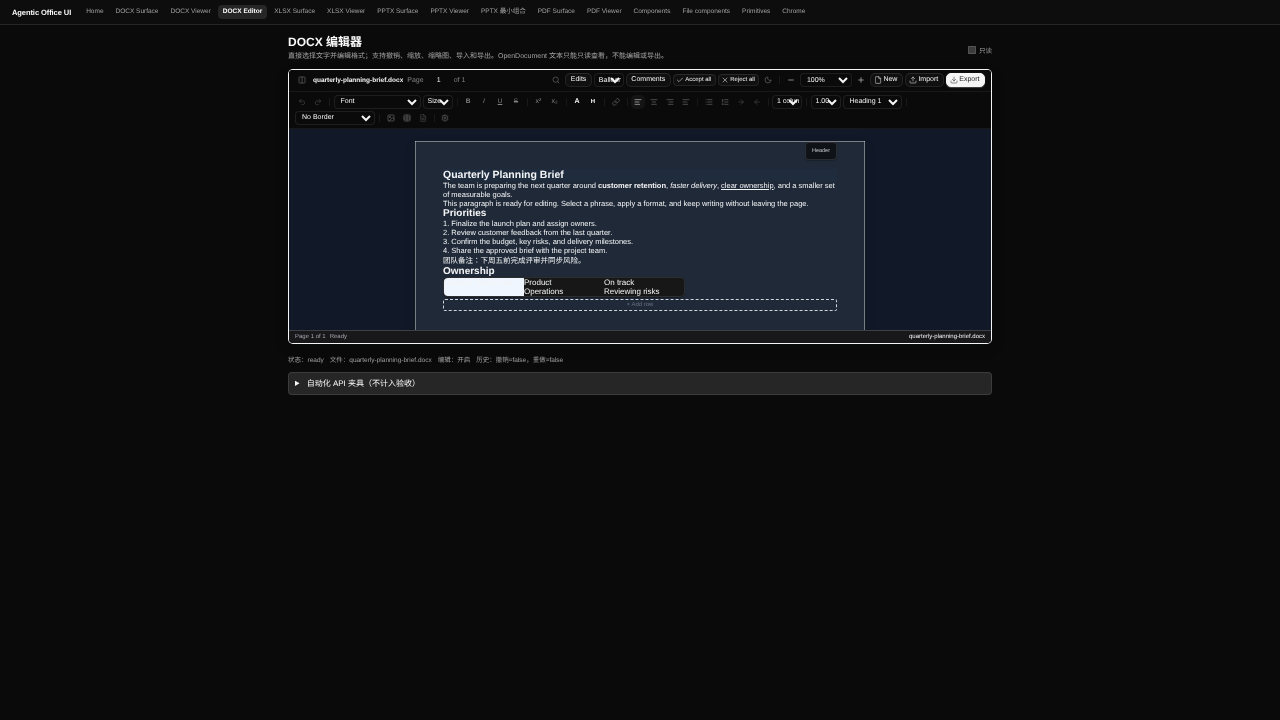 Agentic Office UI Home DOCX Surface DOCX Viewer DOCX Editor XLSX Surface XLSX Viewer PPTX Surface PPTX Viewer PPTX 最小组合 PDF Surface PDF Viewer Components File components Primitives Chrome
DOCX 编辑器
直接选择文字并编辑格式；支持撤销、缩放、缩略图、导入和导出。OpenDocument 文本只能只读查看，不能编辑或导出。
只读
quarterly-planning-brief.docx Page 1 of 1 Edits Comments Accept all Reject all 100% New Import Export
Font Size B I U S x² x₂ A H 1.00 Heading 1
No Border
Header
Quarterly Planning Brief
The team is preparing the next quarter around customer retention, faster delivery, clear ownership, and a smaller set
of measurable goals.
This paragraph is ready for editing. Select a phrase, apply a format, and keep writing without leaving the page.
Priorities
1. Finalize the launch plan and assign owners.
2. Review customer feedback from the last quarter.
3. Confirm the budget, key risks, and delivery milestones.
4. Share the approved brief with the project team.
团队备注：下周五前完成评审并同步风险。
Ownership
Product On track
Operations Reviewing risks
+ Add row
Page 1 of 1 Ready quarterly-planning-brief.docx
状态：ready 文件：quarterly-planning-brief.docx 编辑：开启 历史：撤销=false，重做=false
自动化 API 夹具（不计入验收）